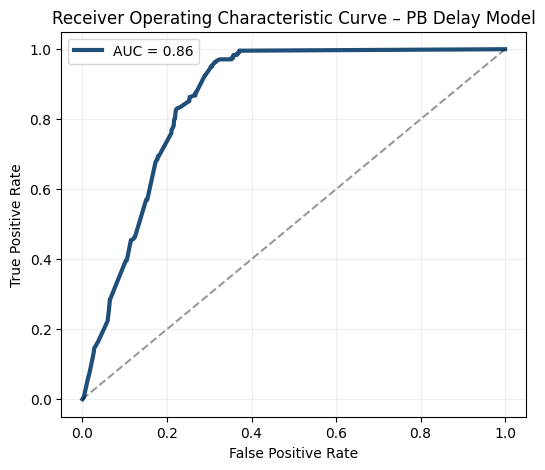 Receiver Operating Characteristic Curve – PB Delay Model
AUC = 0.86
True Positive Rate
1.0
0.8
0.6
0.4
0.2
0.0
0.0 0.2 0.4 0.6 0.8 1.0
False Positive Rate